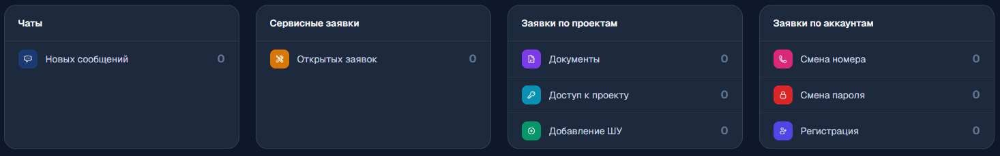 Чаты
Новых сообщений 0
Сервисные заявки
Открытых заявок 0
Заявки по проектам
Документы 0
Доступ к проекту 0
Добавление ШУ 0
Заявки по аккаунтам
Смена номера 0
Смена пароля 0
Регистрация 0